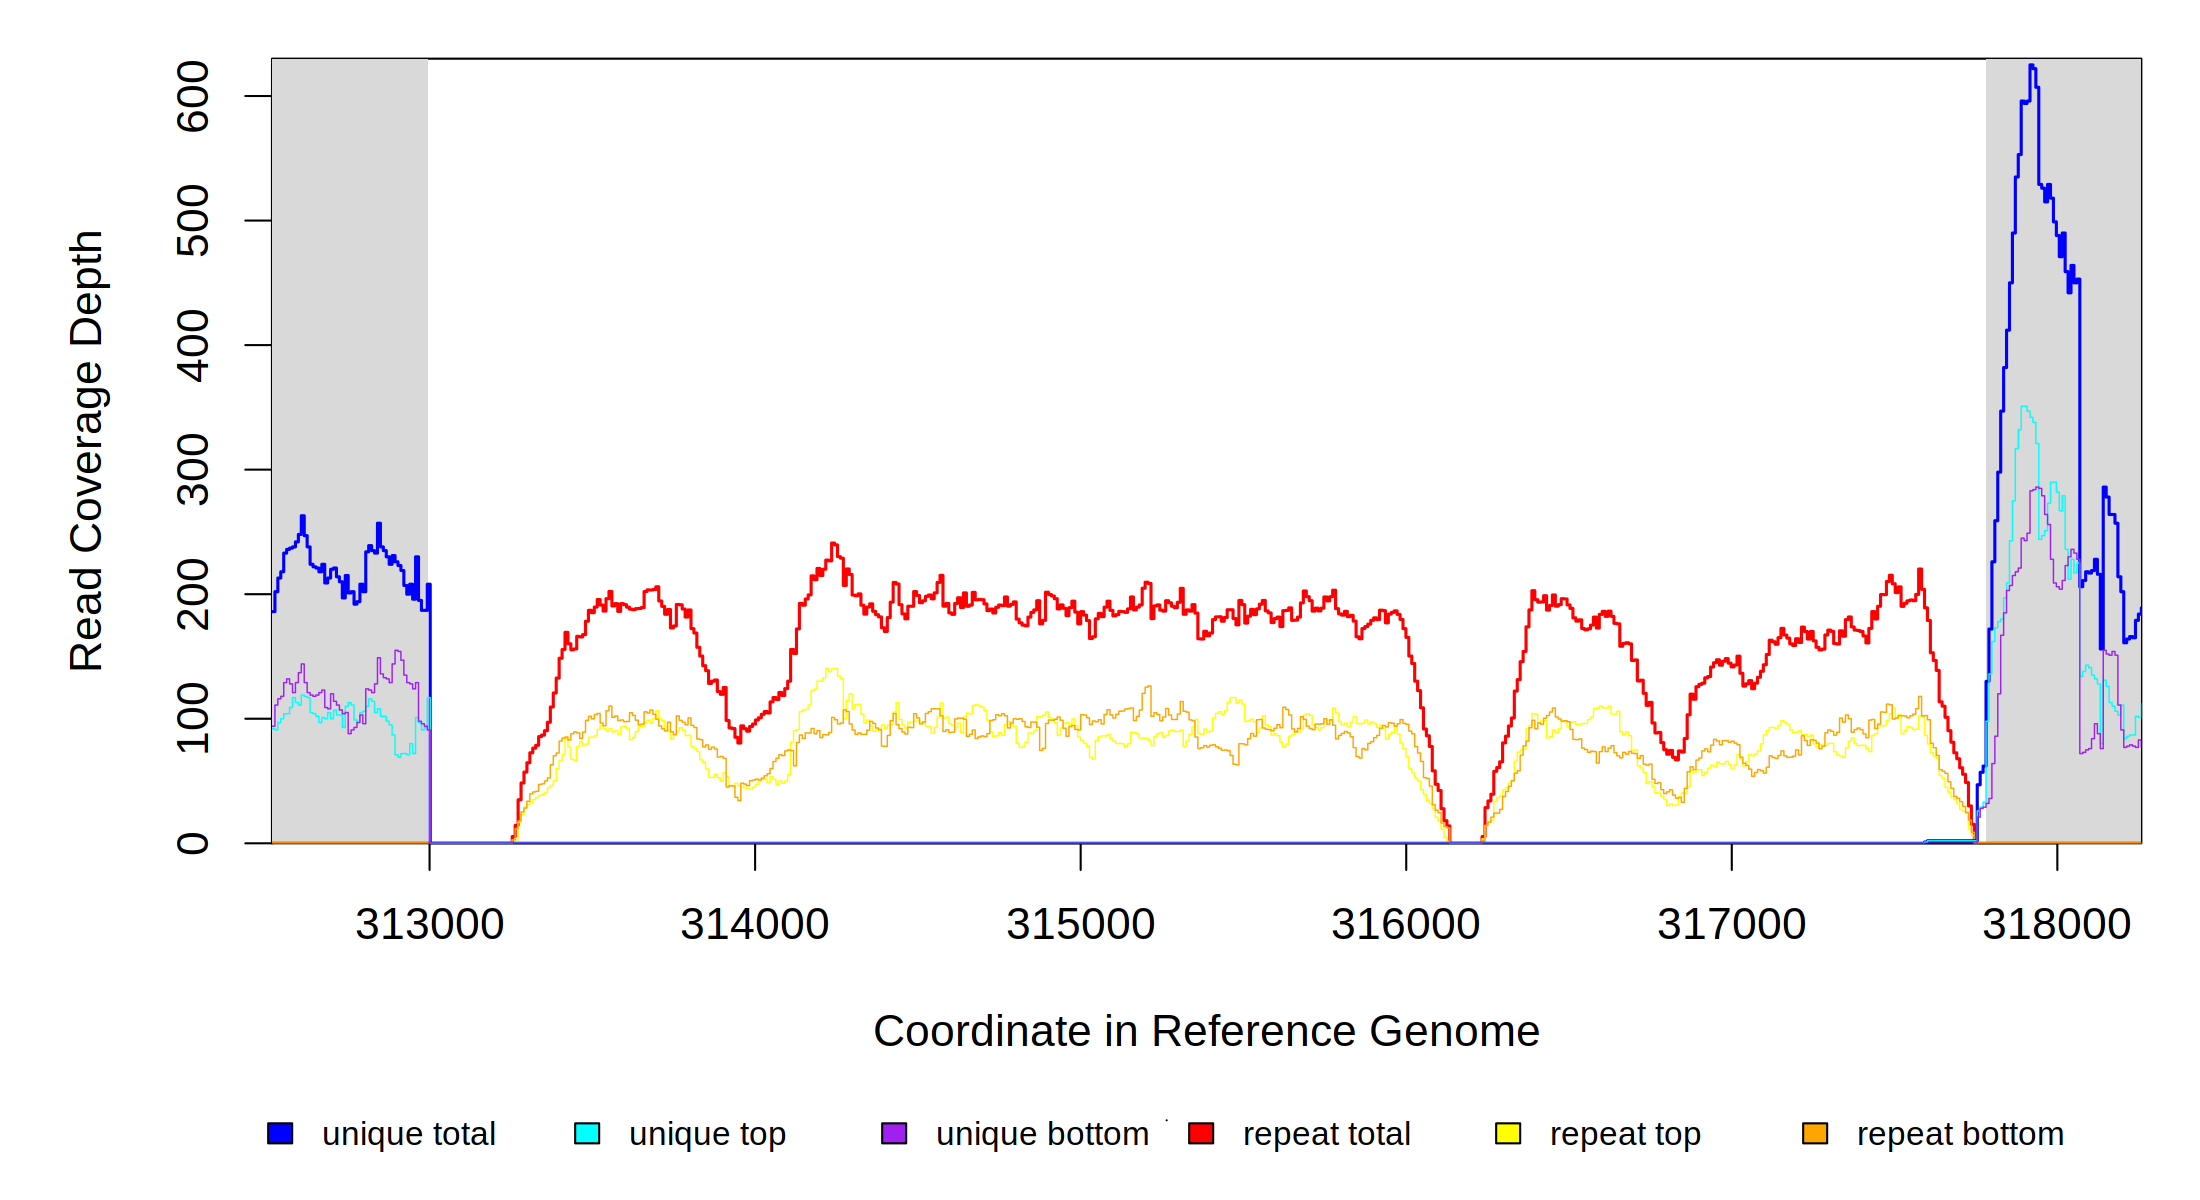 600
500
400
300
200
100
0
Read Coverage Depth
313000 314000 315000 316000 317000 318000
Coordinate in Reference Genome
unique total unique top unique bottom repeat total repeat top repeat bottom